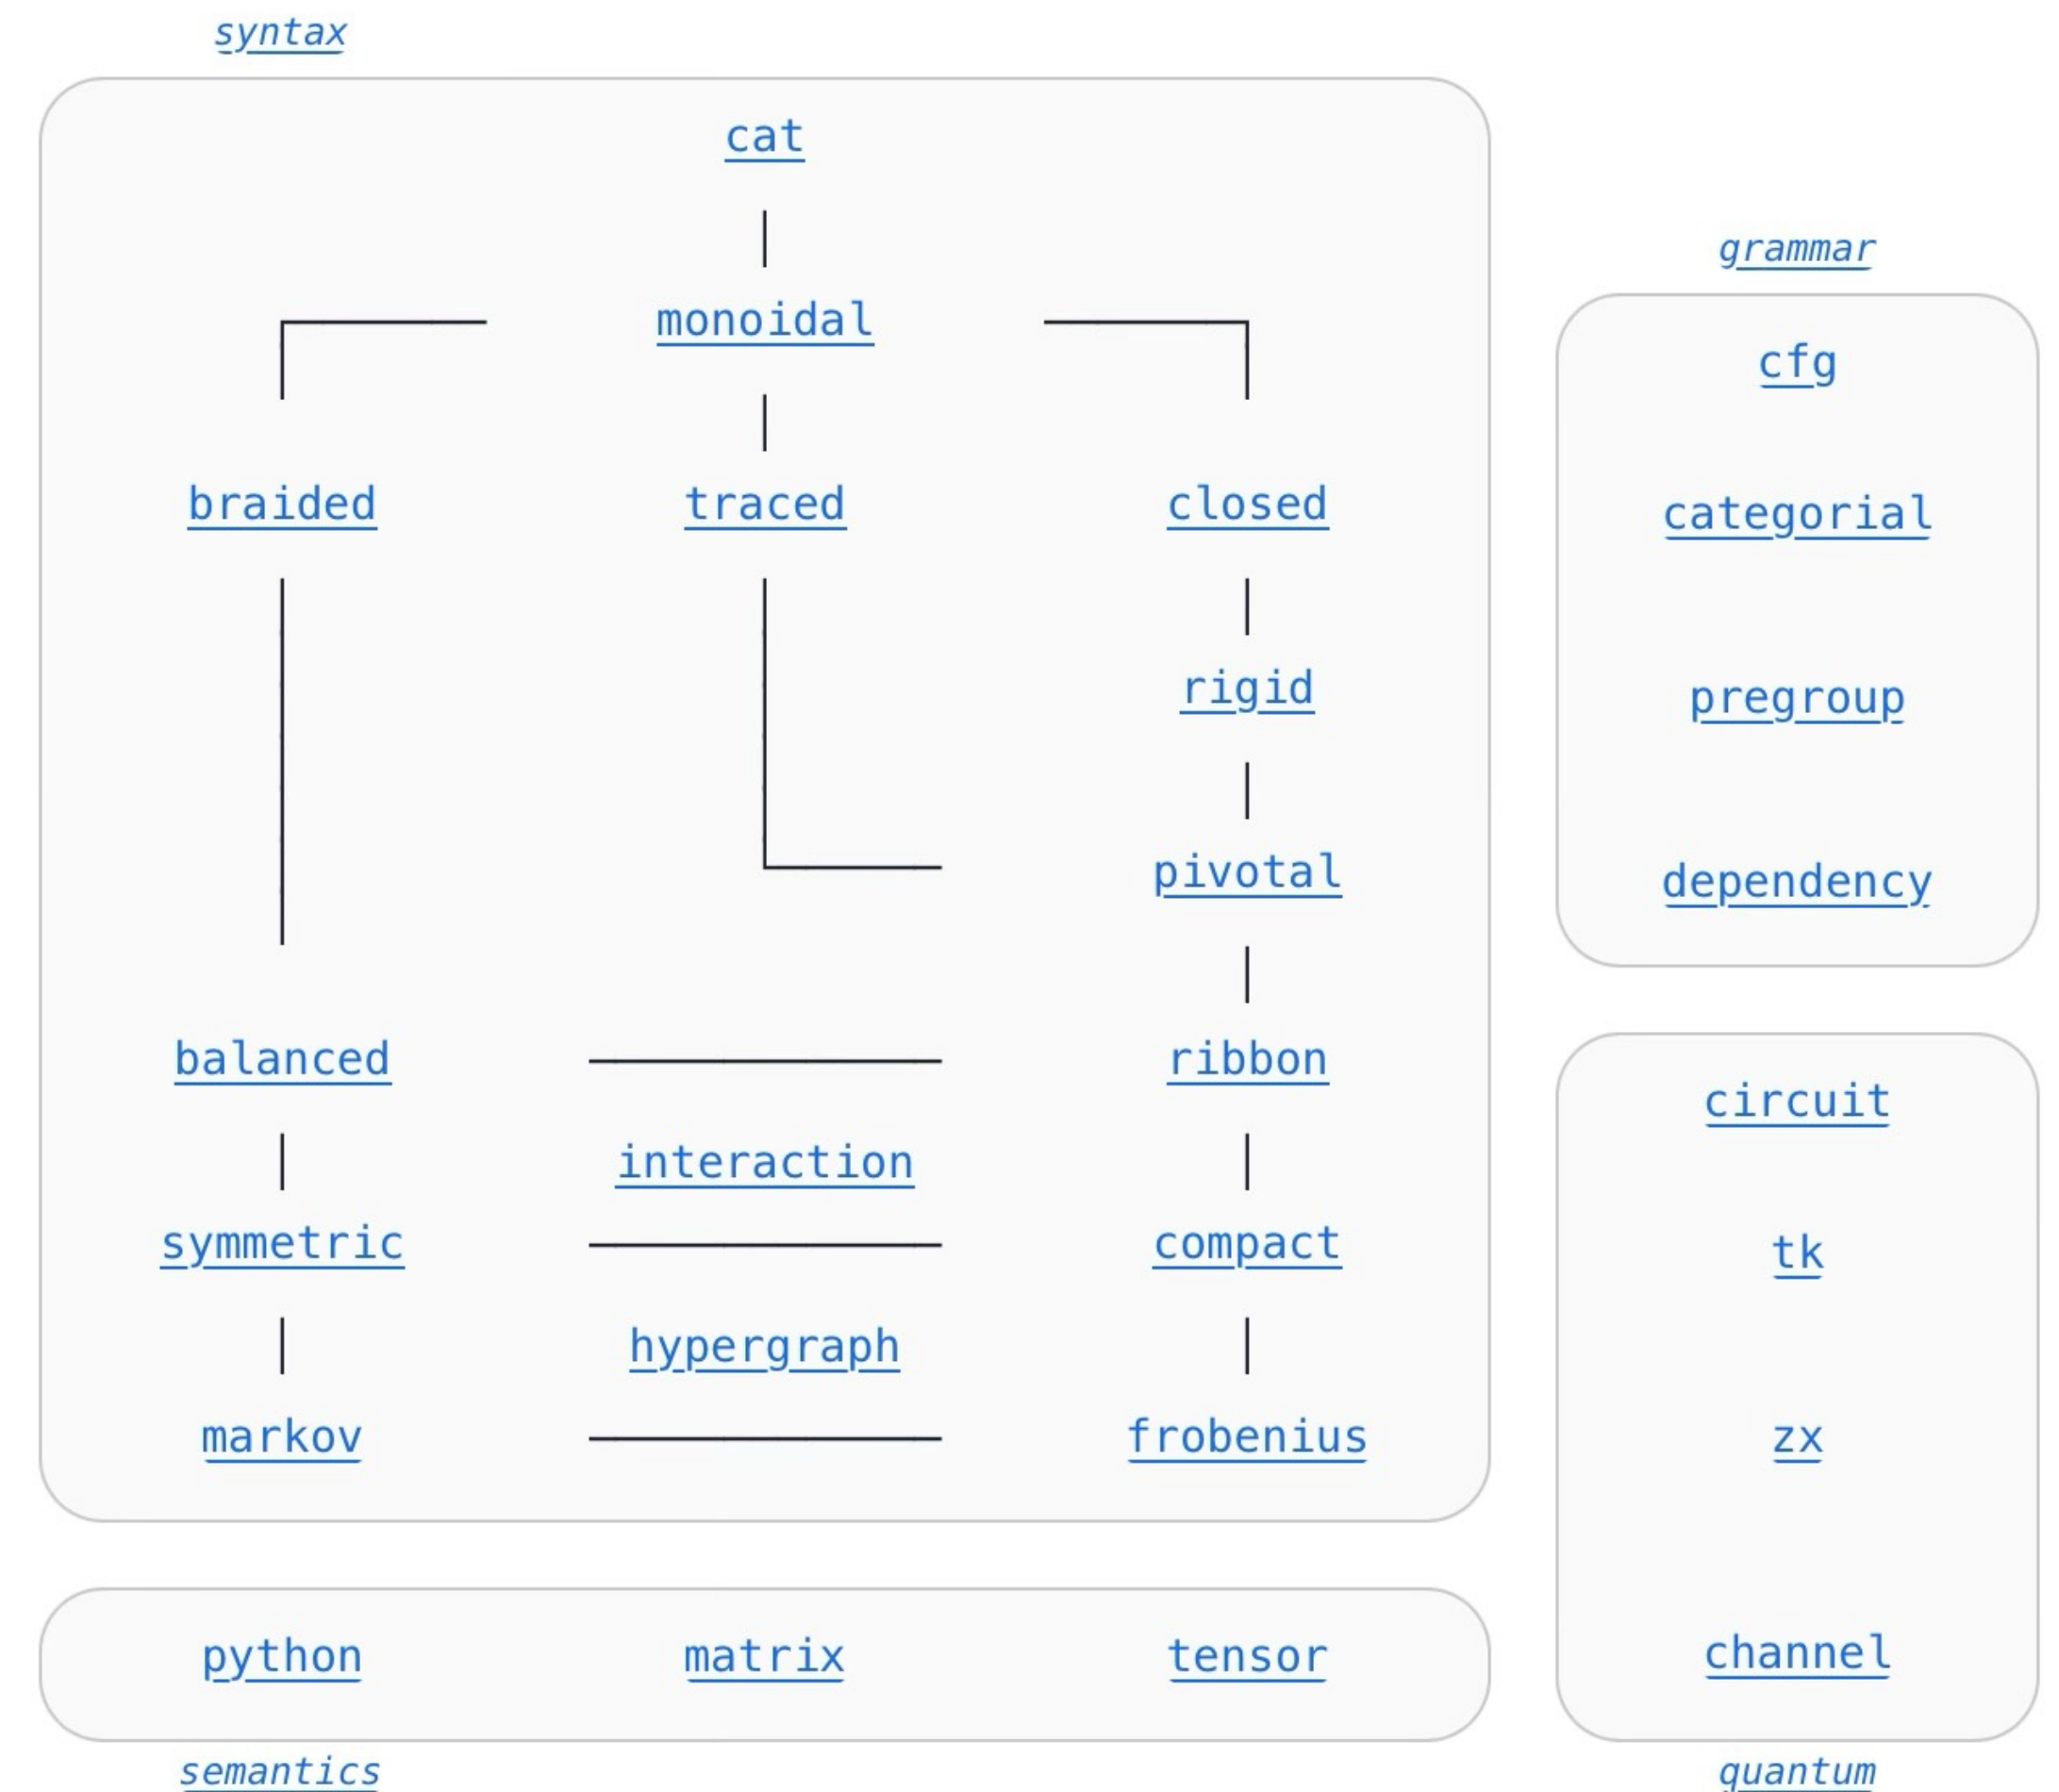 syntax
cat
monoidal
braided traced closed
rigid
pivotal
balanced ribbon
interaction
symmetric compact
hypergraph
markov frobenius
grammar
cfg
categorial
pregroup
dependency
circuit
tk
zx
channel
quantum
python matrix tensor
semantics